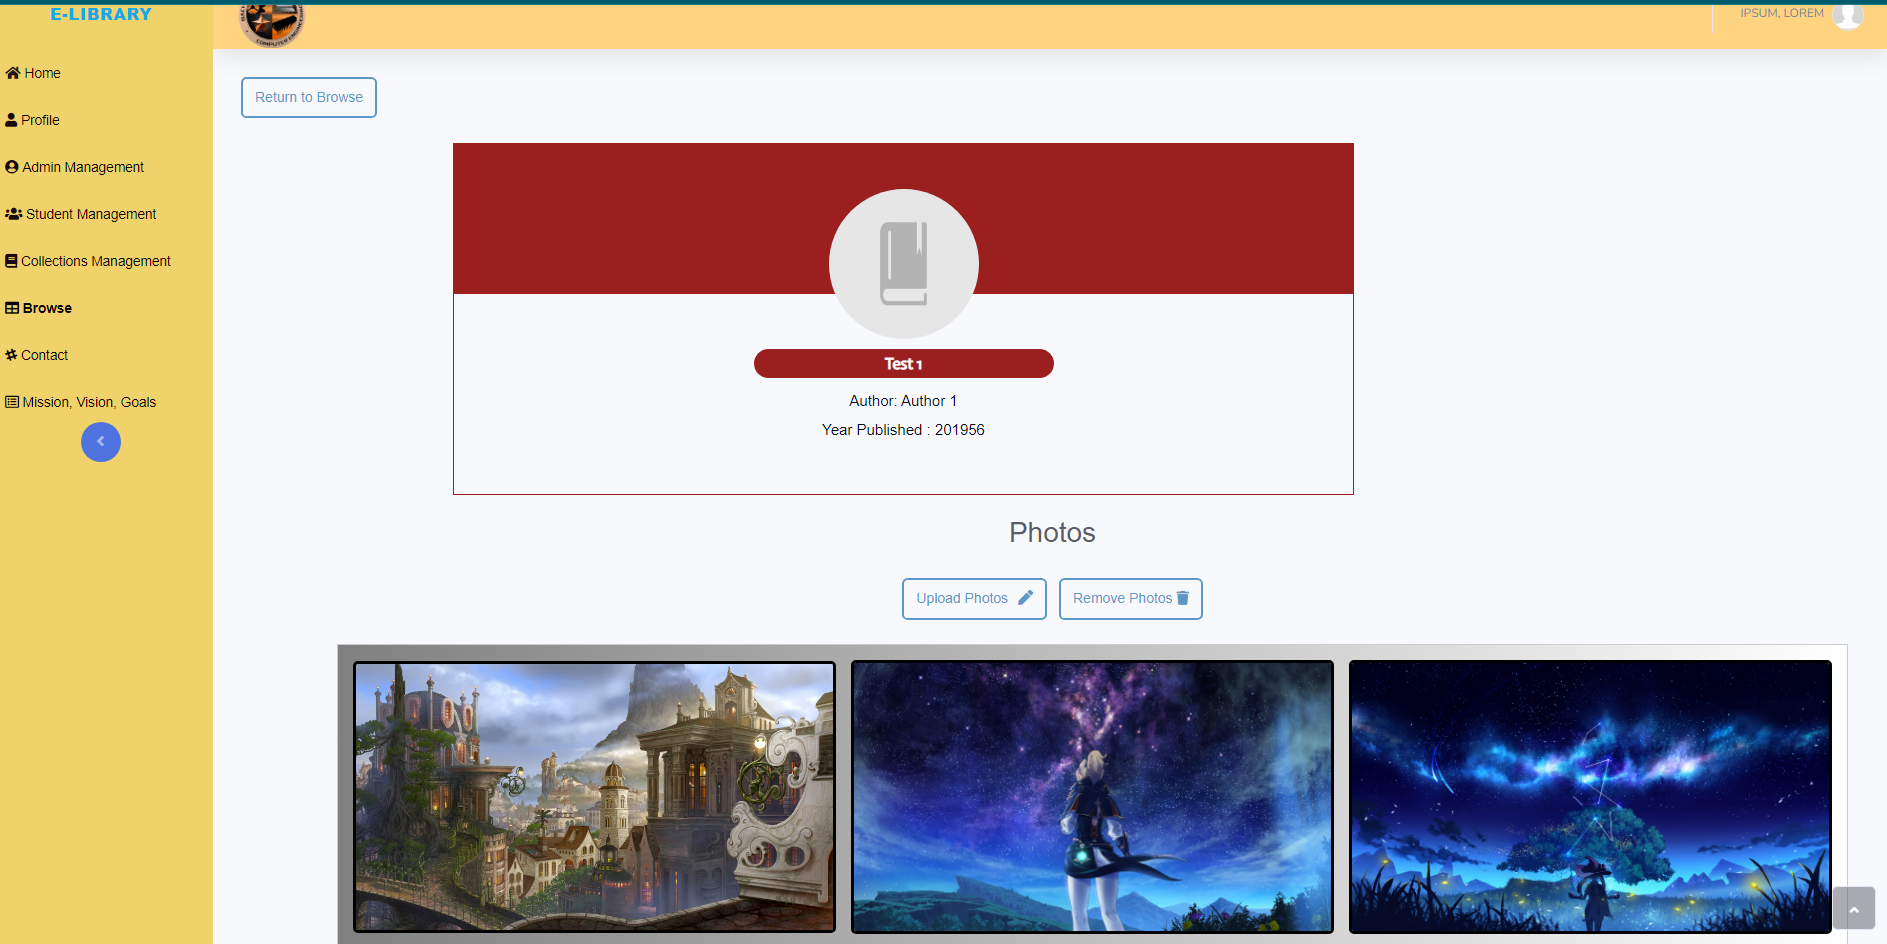 E-LIBRARY
IPSUM, LOREM
Home
Profile
Admin Management
Student Management
Collections Management
Browse
Contact
Mission, Vision, Goals
Return to Browse
Test 1
Author: Author 1
Year Published : 201956
Photos
Upload Photos
Remove Photos